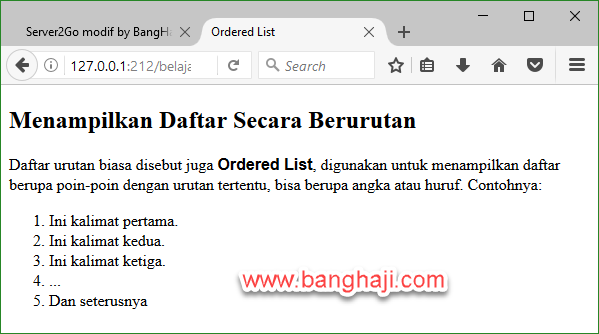 Server2Go modif by BangH
Ordered List
127.0.0.1:212/belaja
Search
Menampilkan Daftar Secara Berurutan
Daftar urutan biasa disebut juga Ordered List, digunakan untuk menampilkan daftar
berupa poin-poin dengan urutan tertentu, bisa berupa angka atau huruf. Contohnya:
1. Ini kalimat pertama.
2. Ini kalimat kedua.
3. Ini kalimat ketiga.
4. ...
5. Dan seterusnya
www.banghaji.com